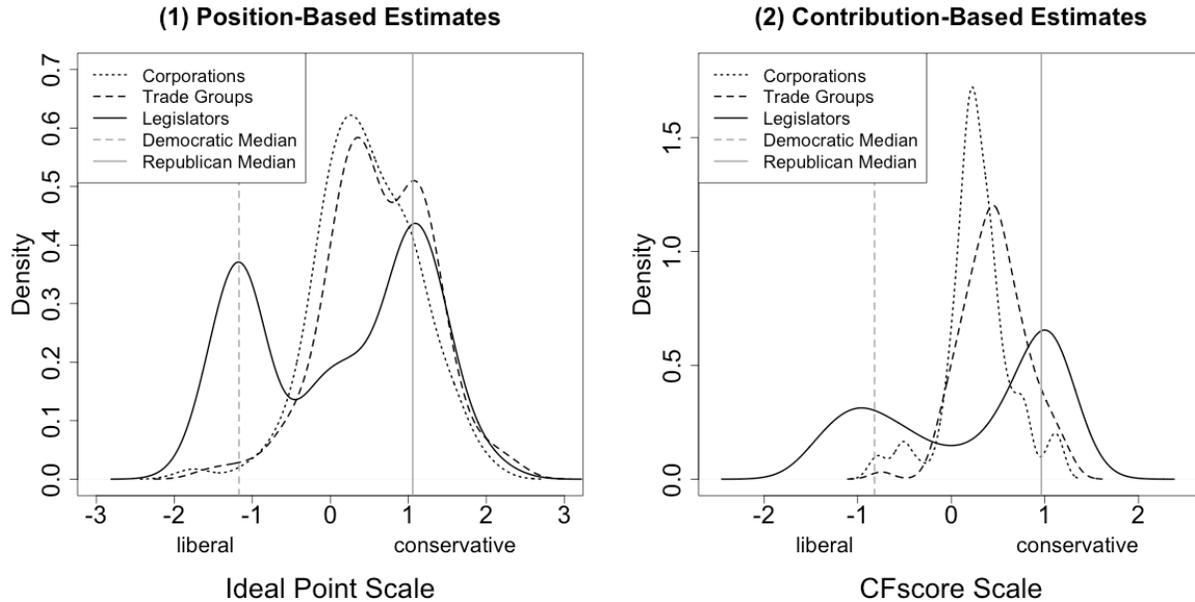 (1) Position-Based Estimates
Corporations
Trade Groups
Legislators
Democratic Median
Republican Median
0.7
0.6
0.5
0.4
0.3
0.2
0.1
0.0
Density
-3 -2 -1 0 1 2 3
liberal conservative
Ideal Point Scale
(2) Contribution-Based Estimates
Corporations
Trade Groups
Legislators
Democratic Median
Republican Median
1.5
1.0
0.5
0.0
Density
-2 -1 0 1 2
liberal conservative
CFscore Scale